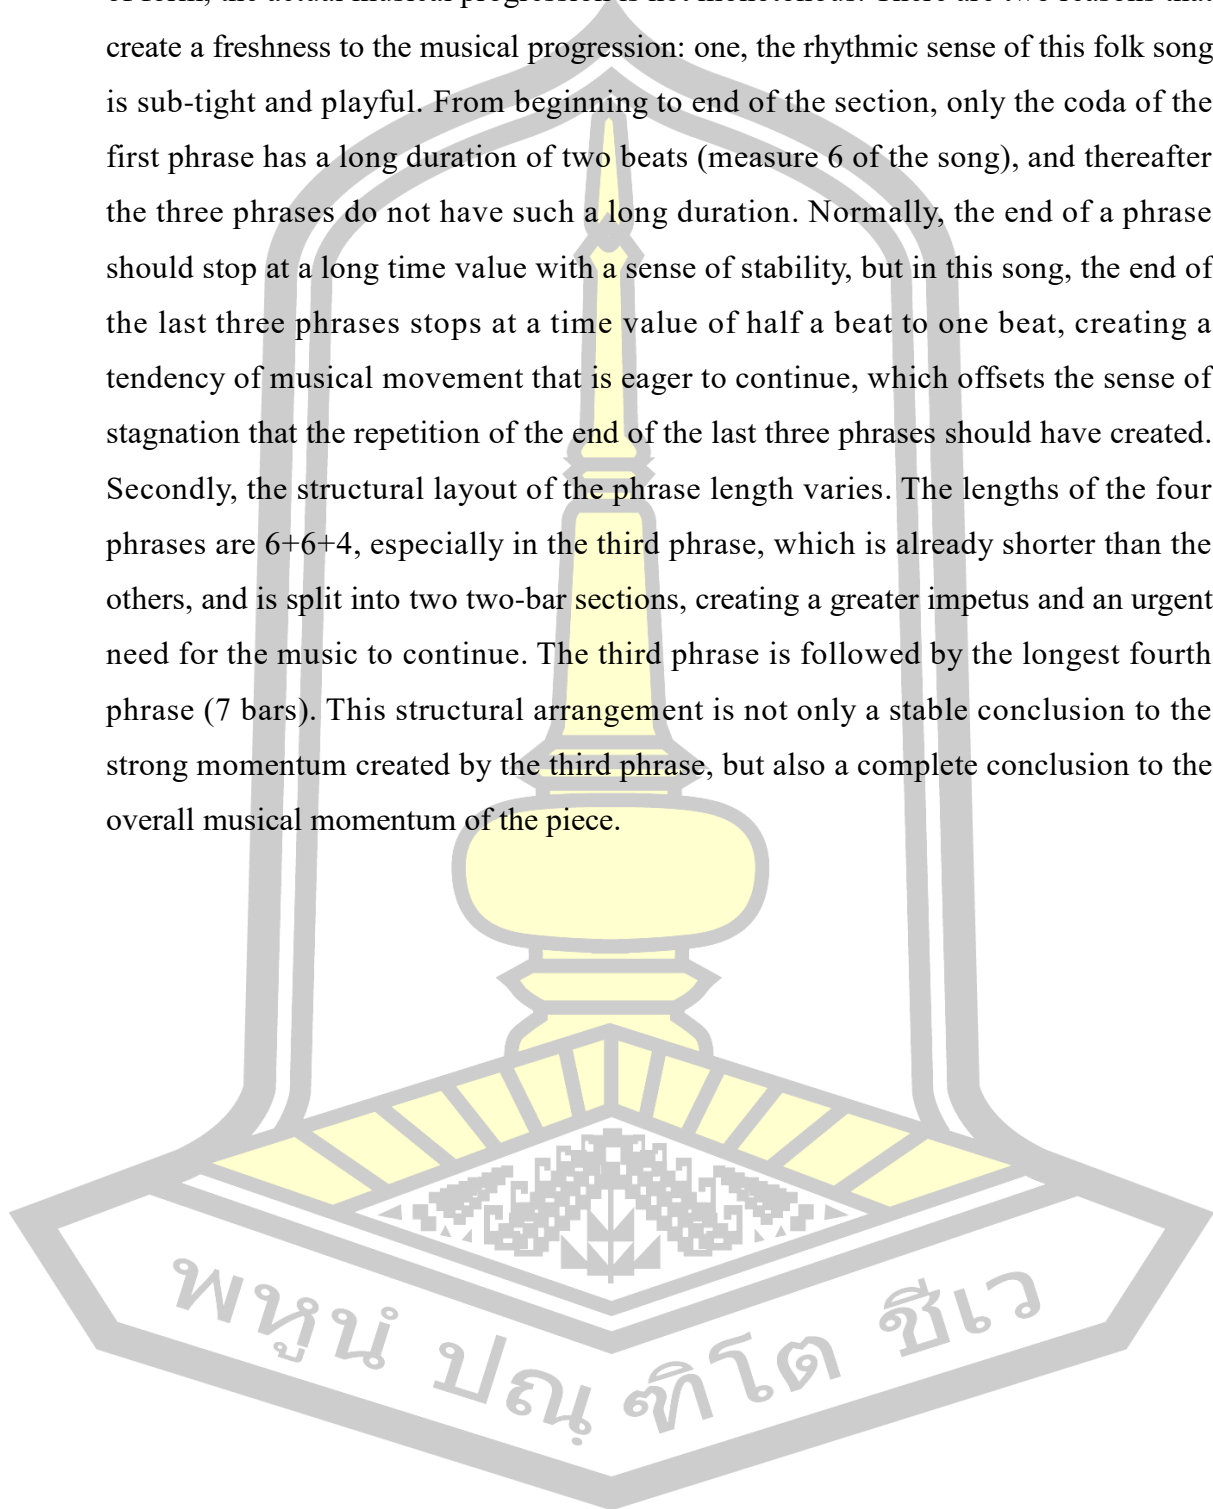 create a freshness to the musical progression: one, the rhythmic sense of this folk song
is sub-tight and playful. From beginning to end of the section, only the coda of the
first phrase has a long duration of two beats (measure 6 of the song), and thereafter
the three phrases do not have such a long duration. Normally, the end of a phrase
should stop at a long time value with a sense of stability, but in this song, the end of
the last three phrases stops at a time value of half a beat to one beat, creating a
tendency of musical movement that is eager to continue, which offsets the sense of
stagnation that the repetition of the end of the last three phrases should have created.
Secondly, the structural layout of the phrase length varies. The lengths of the four
phrases are 6+6+4, especially in the third phrase, which is already shorter than the
others, and is split into two two-bar sections, creating a greater impetus and an urgent
need for the music to continue. The third phrase is followed by the longest fourth
phrase (7 bars). This structural arrangement is not only a stable conclusion to the
strong momentum created by the third phrase, but also a complete conclusion to the
overall musical momentum of the piece.
พหูนํ ปณฺฑิโต ชีเว